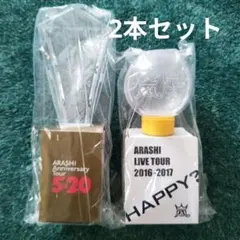 2本セット
ARASHI
Anniversary
Tour
5×20
ARASHI
LIVE TOUR
2016-2017
HAPPY?